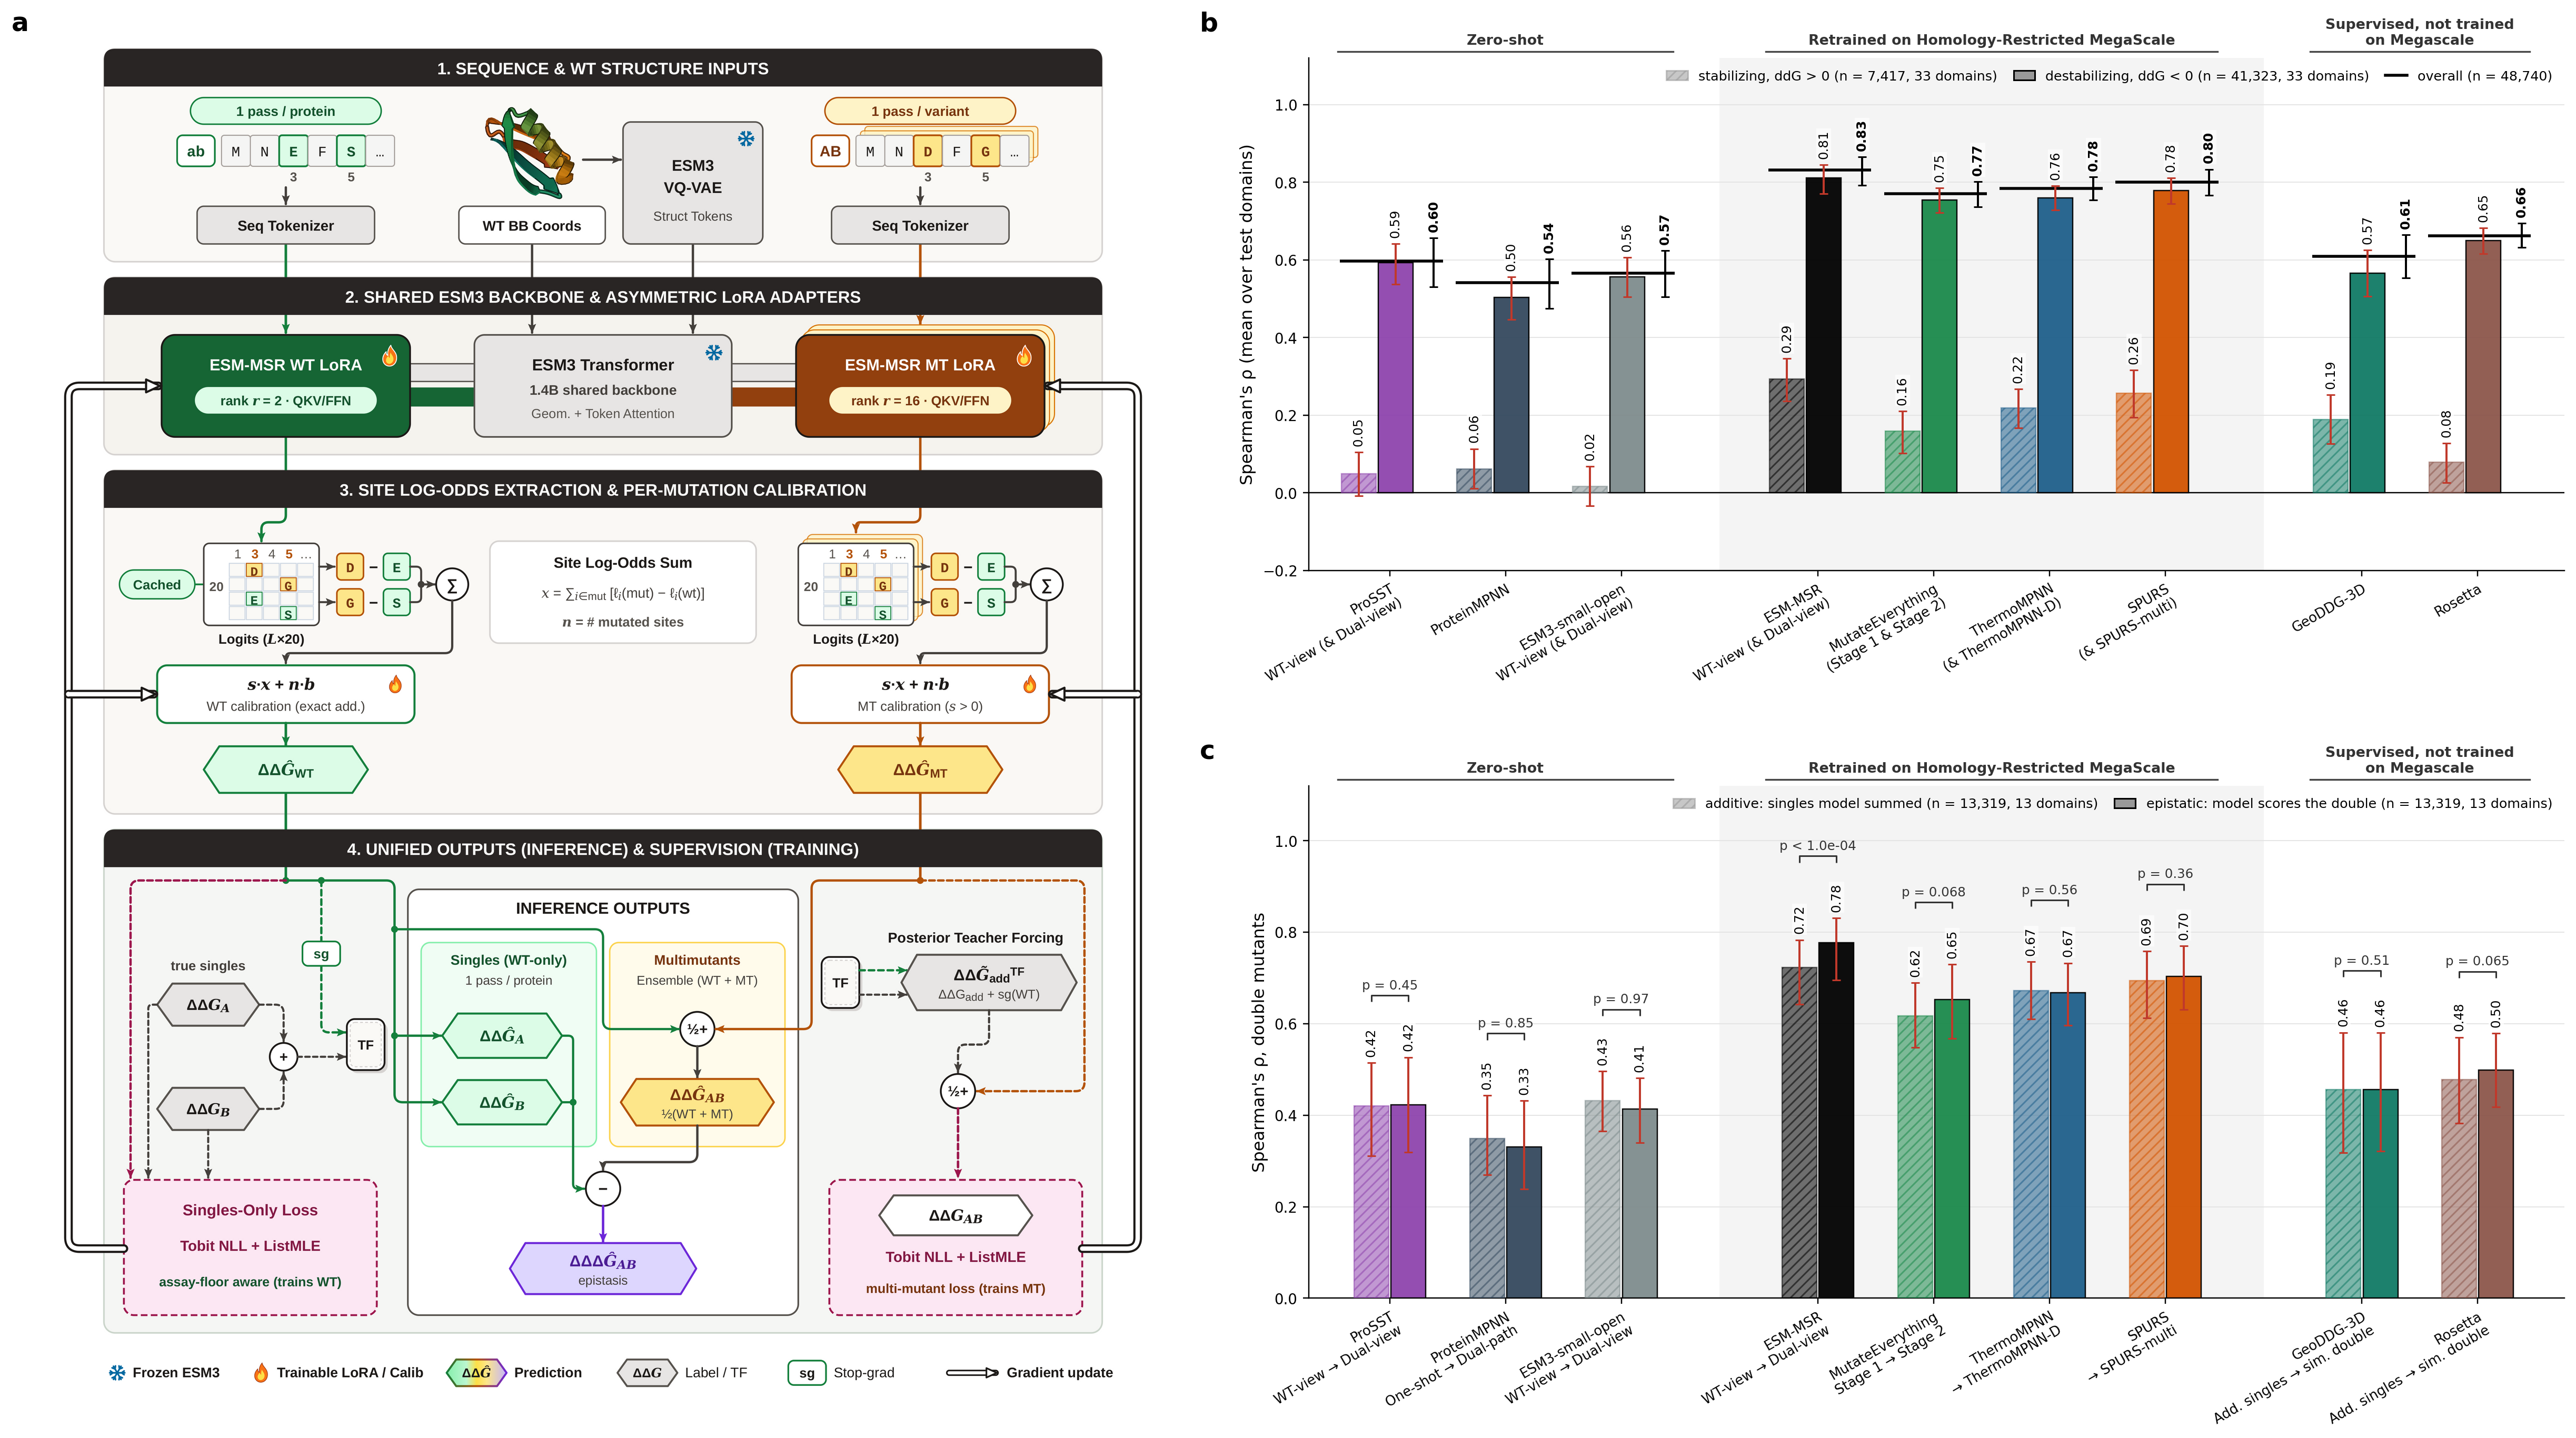 a
1. SEQUENCE & WT STRUCTURE INPUTS
1 pass / protein
ab M N E F S …
3 5
Seq Tokenizer
WT BB Coords
ESM3
VQ-VAE
Struct Tokens
1 pass / variant
AB M N D F G …
3 5
Seq Tokenizer
2. SHARED ESM3 BACKBONE & ASYMMETRIC LoRA ADAPTERS
ESM-MSR WT LoRA
rank r = 2 · QKV/FFN
ESM3 Transformer
1.4B shared backbone
Geom. + Token Attention
ESM-MSR MT LoRA
rank r = 16 · QKV/FFN
3. SITE LOG-ODDS EXTRACTION & PER-MUTATION CALIBRATION
Cached
1 3 4 5 …
20
D
G
E
S
D – E
G – S
Σ
Logits (L×20)
Site Log-Odds Sum
x = ∑i∈mut [ℓi(mut) − ℓi(wt)]
n = # mutated sites
1 3 4 5 …
20
D
G
E
S
D – E
G – S
Σ
Logits (L×20)
s·x + n·b
WT calibration (exact add.)
s·x + n·b
MT calibration (s > 0)
ΔΔĜWT
ΔΔĜMT
4. UNIFIED OUTPUTS (INFERENCE) & SUPERVISION (TRAINING)
sg
true singles
ΔΔGA
+
TF
ΔΔGB
INFERENCE OUTPUTS
Singles (WT-only)
1 pass / protein
ΔΔĜA
ΔΔĜB
Multimutants
Ensemble (WT + MT)
½+
ΔΔĜAB
½(WT + MT)
−
ΔΔΔĜAB
epistasis
Posterior Teacher Forcing
TF
ΔΔG̃addTF
ΔΔGadd + sg(WT)
½+
Singles-Only Loss
Tobit NLL + ListMLE
assay-floor aware (trains WT)
ΔΔGAB
Tobit NLL + ListMLE
multi-mutant loss (trains MT)
Frozen ESM3
Trainable LoRA / Calib
ΔΔĜ Prediction
ΔΔG Label / TF
sg Stop-grad
Gradient update
b
Zero-shot
Retrained on Homology-Restricted MegaScale
Supervised, not trained
on Megascale
stabilizing, ddG > 0 (n = 7,417, 33 domains)
destabilizing, ddG < 0 (n = 41,323, 33 domains)
overall (n = 48,740)
Spearman's ρ (mean over test domains)
1.0
0.8
0.6
0.4
0.2
0.0
−0.2
0.05 0.59 0.60
0.06 0.50 0.54
0.02 0.56 0.57
0.29 0.81 0.83
0.16 0.75 0.77
0.22 0.76 0.78
0.26 0.78 0.80
0.19 0.57 0.61
0.08 0.65 0.66
ProSST
WT-view (& Dual-view)
ProteinMPNN
ESM3-small-open
WT-view (& Dual-view)
ESM-MSR
WT-view (& Dual-view)
MutateEverything
(Stage 1 & Stage 2)
ThermoMPNN
(& ThermoMPNN-D)
SPURS
(& SPURS-multi)
GeoDDG-3D
Rosetta
c
Zero-shot
Retrained on Homology-Restricted MegaScale
Supervised, not trained
on Megascale
additive: singles model summed (n = 13,319, 13 domains)
epistatic: model scores the double (n = 13,319, 13 domains)
Spearman's ρ, double mutants
1.0
0.8
0.6
0.4
0.2
0.0
p = 0.45
0.42 0.42
p = 0.85
0.35 0.33
p = 0.97
0.43 0.41
p < 1.0e-04
0.72 0.78
p = 0.068
0.62 0.65
p = 0.56
0.67 0.67
p = 0.36
0.69 0.70
p = 0.51
0.46 0.46
p = 0.065
0.48 0.50
ProSST
WT-view → Dual-view
ProteinMPNN
One-shot → Dual-path
ESM3-small-open
WT-view → Dual-view
ESM-MSR
WT-view → Dual-view
MutateEverything
Stage 1 → Stage 2
ThermoMPNN
→ ThermoMPNN-D
SPURS
→ SPURS-multi
GeoDDG-3D
Add. singles → sim. double
Rosetta
Add. singles → sim. double